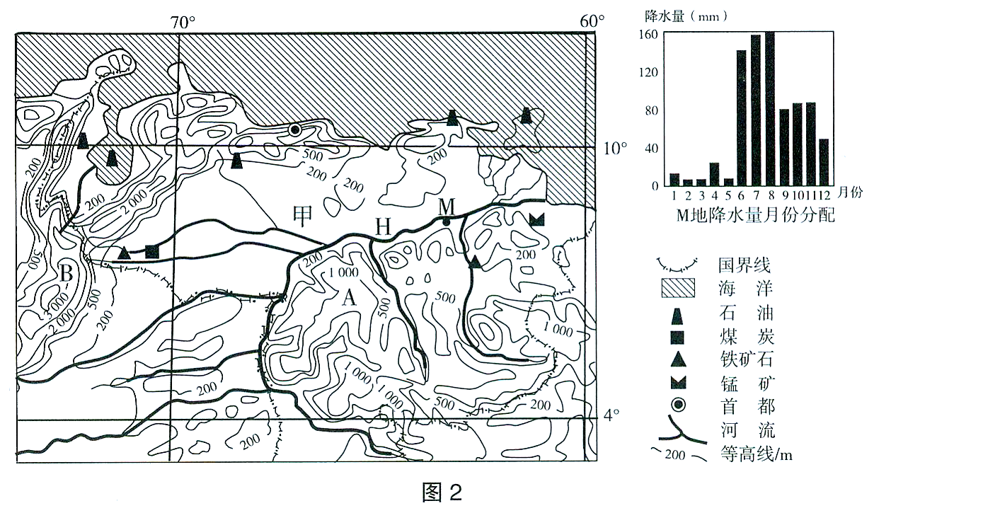 70°
60°
10°
4°
200
500
200
200
200
200
2 000
甲
H
M
500
B
200
1 000
A
500
500
200
3 000
2 000
500
200
1 000
1 000
1 000
500
200
200
200
降水量（mm）
160
120
80
40
0
1 2 3 4 5 6 7 8 9 10 11 12 月份
M地降水量月份分配
国界线
海 洋
石 油
煤 炭
铁矿石
锰 矿
首 都
河 流
200 等高线/m
图 2